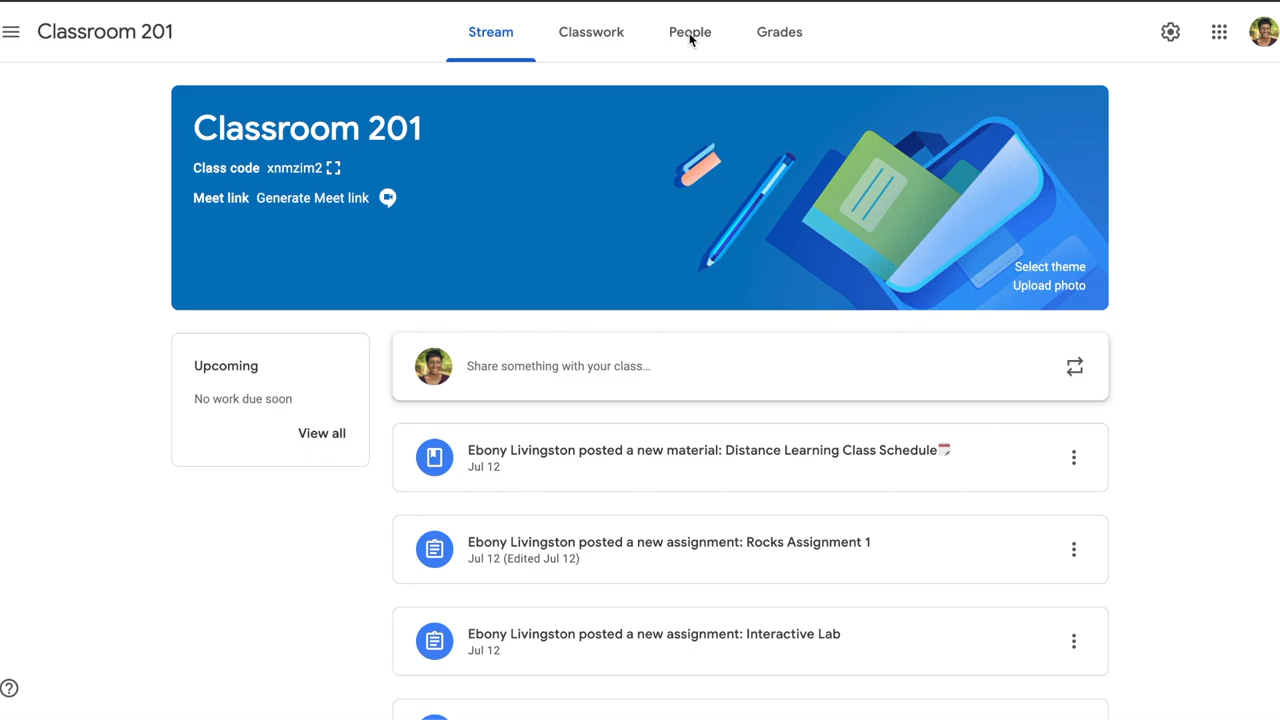 Classroom 201
Stream
Classwork
People
Grades
Classroom 201
Class code xnmzim2
Meet link Generate Meet link
Select theme
Upload photo
Upcoming
No work due soon
View all
Share something with your class...
Ebony Livingston posted a new material: Distance Learning Class Schedule🗓
Jul 12
Ebony Livingston posted a new assignment: Rocks Assignment 1
Jul 12 (Edited Jul 12)
Ebony Livingston posted a new assignment: Interactive Lab
Jul 12